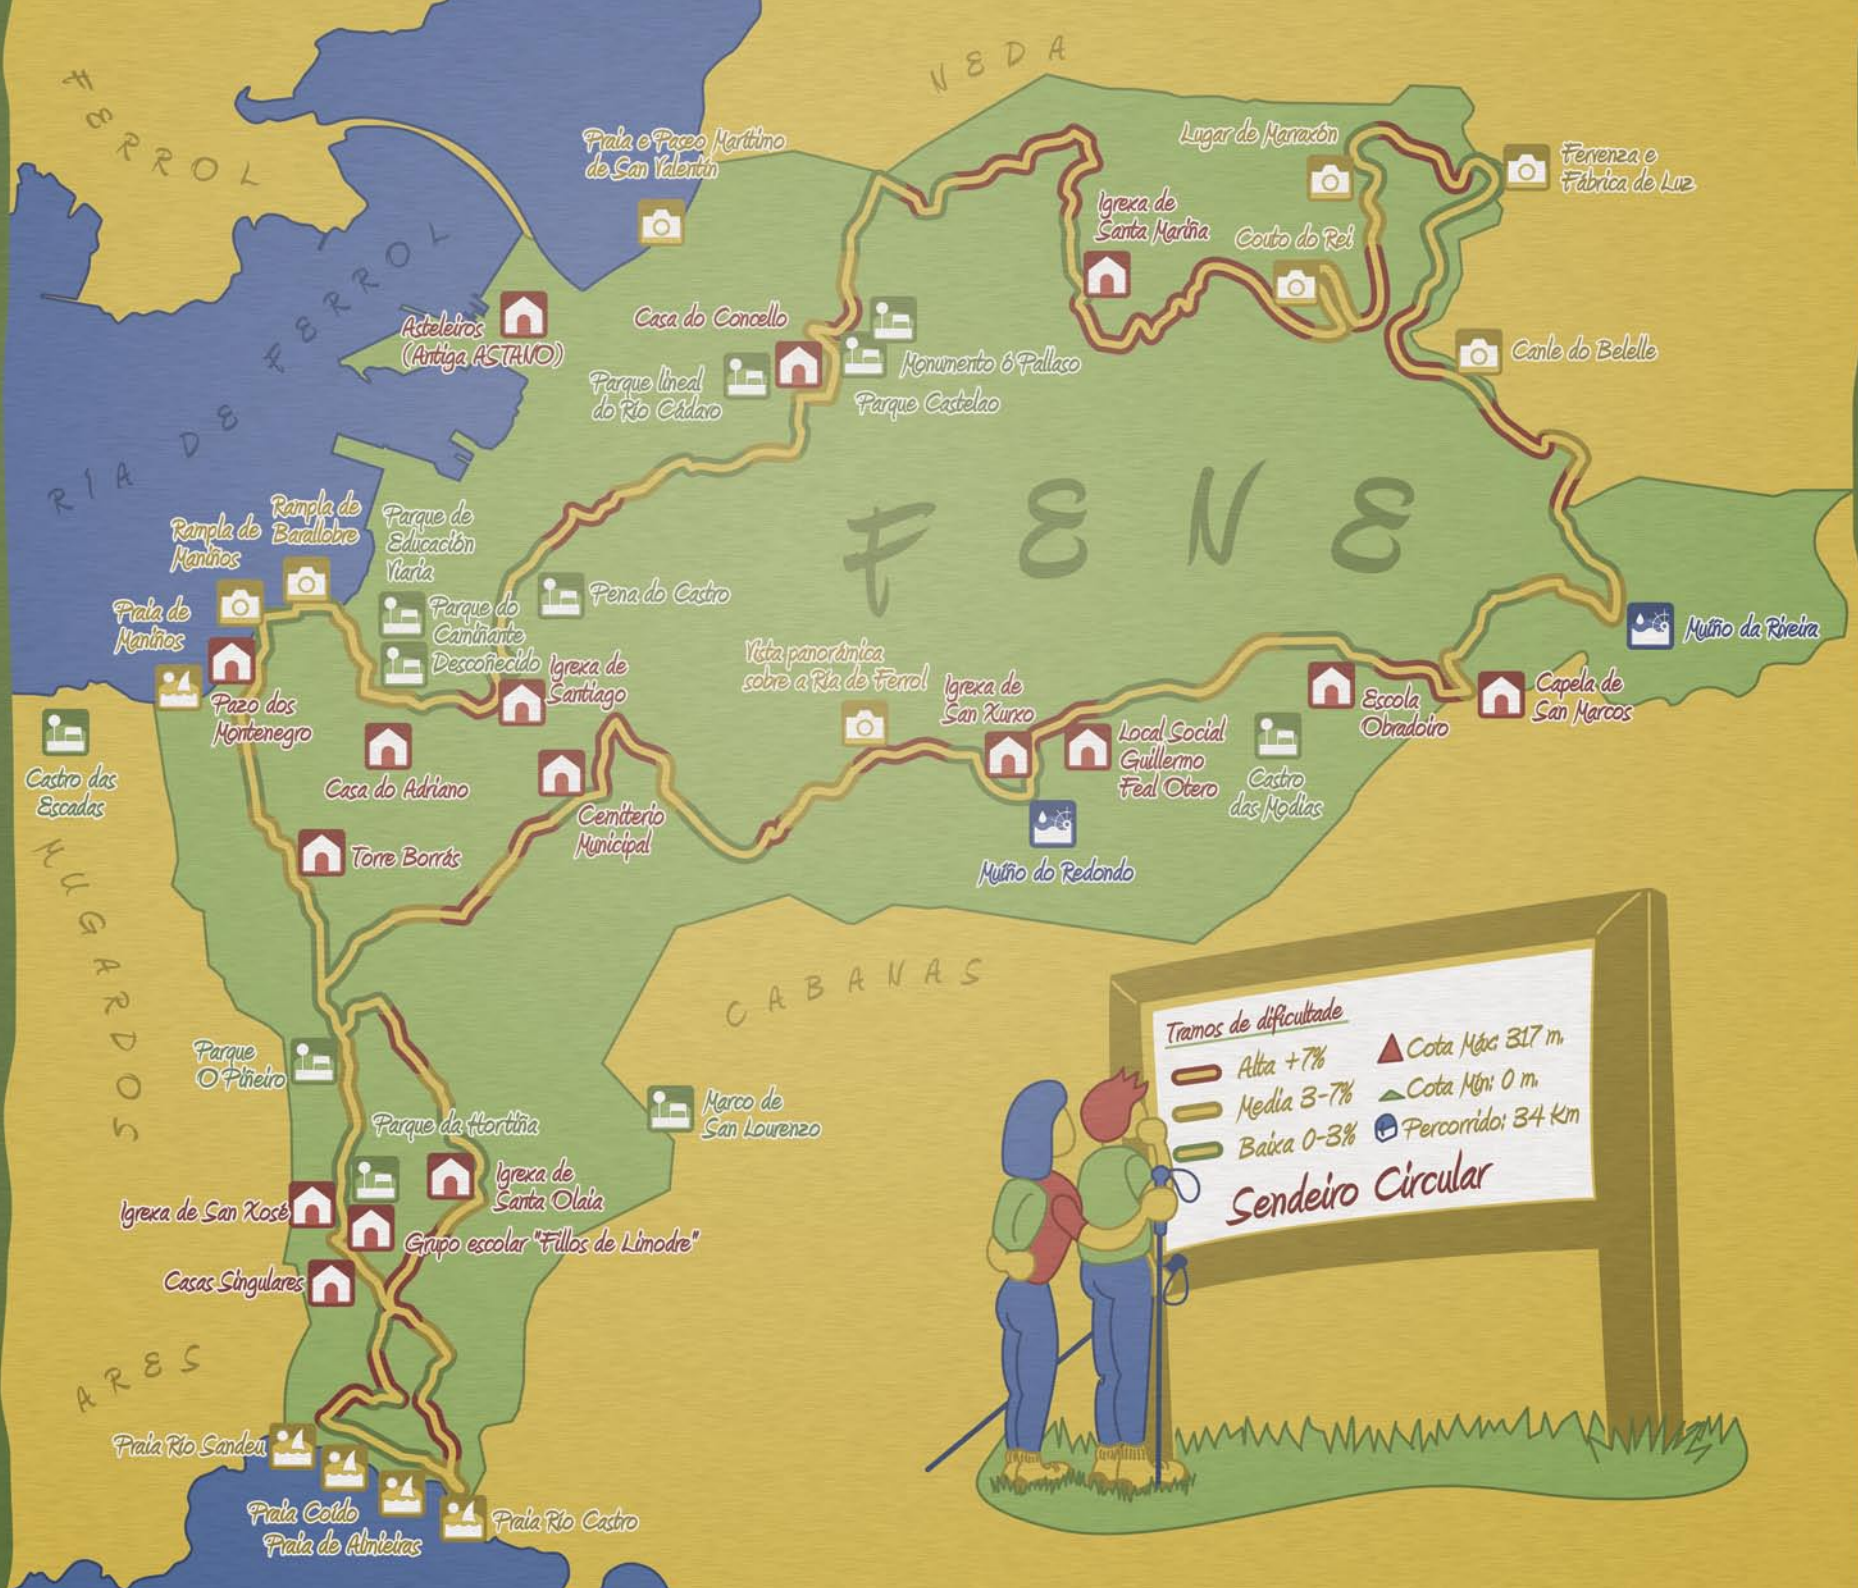 NEDA
FERROL
Praia e Paseo Marítimo
de San Valentín
Lugar de Marraxón
Fervenza e
Fábrica de Luz
Igrexa de
Santa Mariña
Couto do Rei
RÍA DE FERROL
Asteleiros
(Antiga ASTANO)
Casa do Concello
Monumento ó Pallaso
Canle do Belelle
Parque lineal
do Río Cádavo
Parque Castelao
FENE
Rampla de
Maniños
Rampla de
Barallobre
Parque de
Educación
Viaria
Praia de
Maniños
Parque do
Camiñante
Descoñecido
Pena do Castro
Muíño da Riveira
Igrexa de
Santiago
Vista panorámica
sobre a Ría de Ferrol
Igrexa de
San Xurxo
Pazo dos
Montenegro
Escola
Obradoiro
Capela de
San Marcos
Local Social
Guillermo
Feal Otero
Castro das
Escadas
Casa do Adriano
Castro
das Modias
Cemiterio
Municipal
Torre Borrás
Muíño do Redondo
MUGARDOS
CABANAS
Parque
O Piñeiro
Marco de
San Lourenzo
Parque da Hortiña
Igrexa de
Santa Olaia
Igrexa de San Xosé
Grupo escolar "Fillos de Limodre"
Casas Singulares
ARES
Praia Río Sandeu
Praia Coído
Praia de Almieiras
Praia Río Castro
Tramos de dificultade
Alta +7%
Media 3-7%
Baixa 0-3%
Cota Máx: 317 m.
Cota Mín: 0 m.
Percorrido: 34 Km
Sendeiro Circular